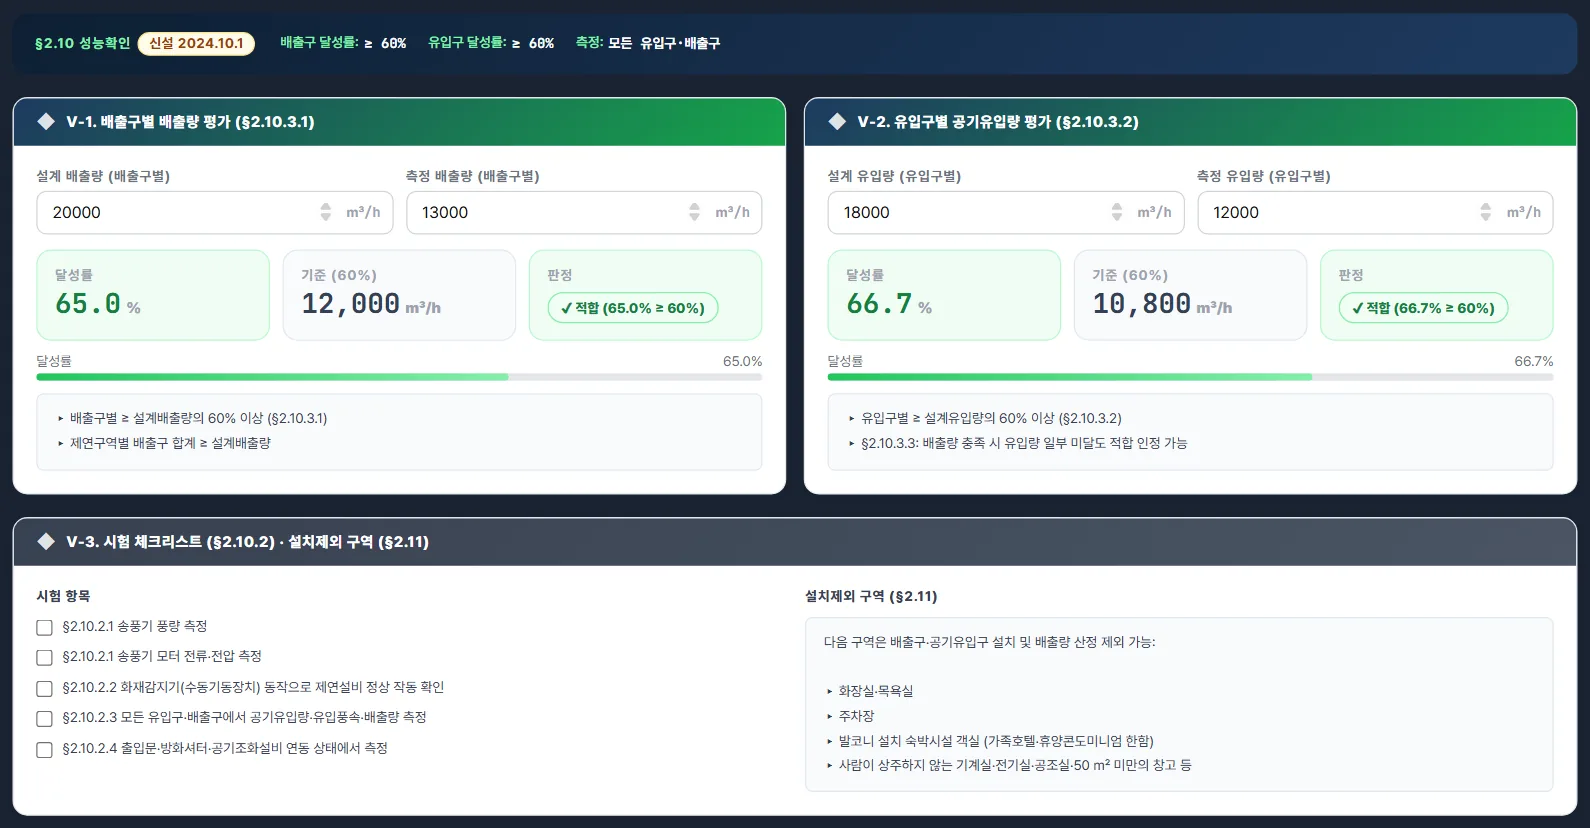 §2.10 성능확인 신설 2024.10.1 배출구 달성률: ≥ 60% 유입구 달성률: ≥ 60% 측정: 모든 유입구·배출구
◆ V-1. 배출구별 배출량 평가 (§2.10.3.1)
설계 배출량 (배출구별) 측정 배출량 (배출구별)
20000 m³/h 13000 m³/h
달성률 기준 (60%) 판정
65.0 % 12,000 m³/h ✓ 적합 (65.0% ≥ 60%)
달성률 65.0%
▸ 배출구별 ≥ 설계배출량의 60% 이상 (§2.10.3.1)
▸ 제연구역별 배출구 합계 ≥ 설계배출량
◆ V-2. 유입구별 공기유입량 평가 (§2.10.3.2)
설계 유입량 (유입구별) 측정 유입량 (유입구별)
18000 m³/h 12000 m³/h
달성률 기준 (60%) 판정
66.7 % 10,800 m³/h ✓ 적합 (66.7% ≥ 60%)
달성률 66.7%
▸ 유입구별 ≥ 설계유입량의 60% 이상 (§2.10.3.2)
▸ §2.10.3.3: 배출량 충족 시 유입량 일부 미달도 적합 인정 가능
◆ V-3. 시험 체크리스트 (§2.10.2) · 설치제외 구역 (§2.11)
시험 항목
§2.10.2.1 송풍기 풍량 측정
§2.10.2.1 송풍기 모터 전류·전압 측정
§2.10.2.2 화재감지기(수동기동장치) 동작으로 제연설비 정상 작동 확인
§2.10.2.3 모든 유입구·배출구에서 공기유입량·유입풍속·배출량 측정
§2.10.2.4 출입문·방화셔터·공기조화설비 연동 상태에서 측정
설치제외 구역 (§2.11)
다음 구역은 배출구·공기유입구 설치 및 배출량 산정 제외 가능:
▸ 화장실·목욕실
▸ 주차장
▸ 발코니 설치 숙박시설 객실 (가족호텔·휴양콘도미니엄 한함)
▸ 사람이 상주하지 않는 기계실·전기실·공조실·50 m² 미만의 창고 등